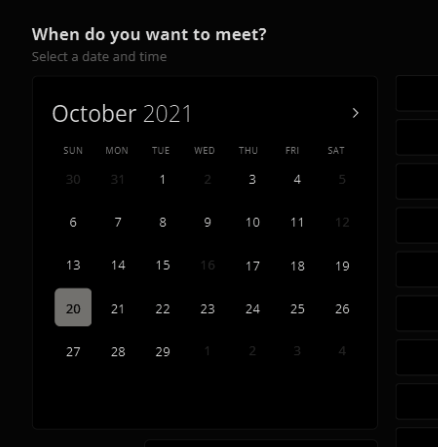 When do you want to meet?
Select a date and time
October 2021
SUN MON TUE WED THU FRI SAT
30 31 1 2 3 4 5
6 7 8 9 10 11 12
13 14 15 16 17 18 19
20 21 22 23 24 25 26
27 28 29 1 2 3 4